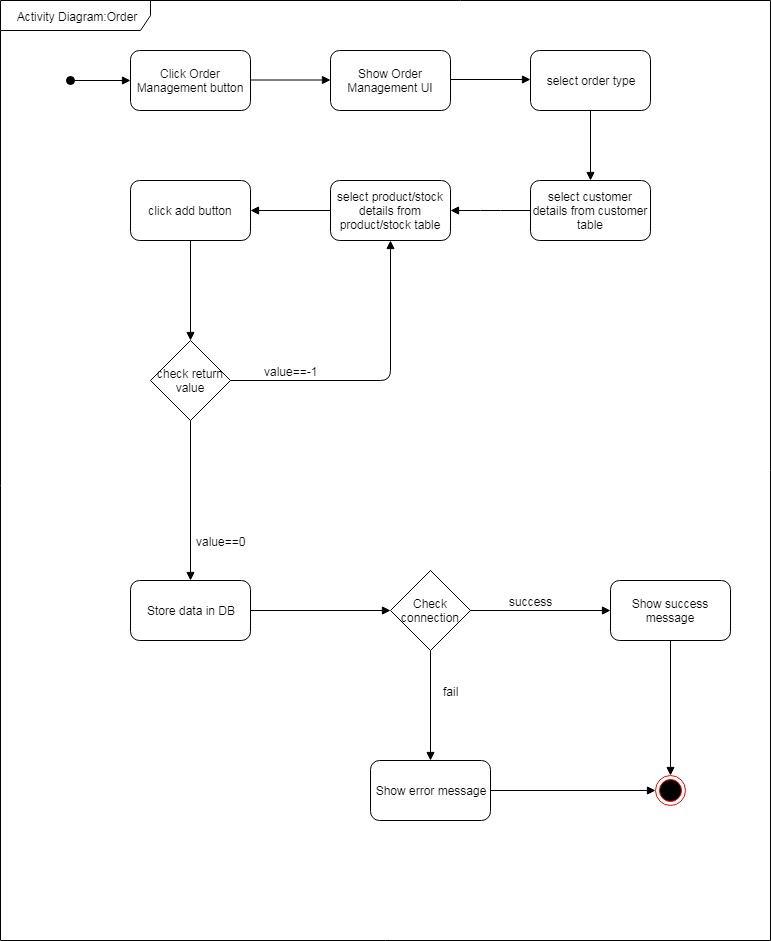 Activity Diagram:Order
Click Order
Management button
Show Order
Management UI
select order type
click add button
select product/stock
details from
product/stock table
select customer
details from customer
table
check return
value
value==-1
value==0
Store data in DB
Check
connection
success
Show success
message
fail
Show error message